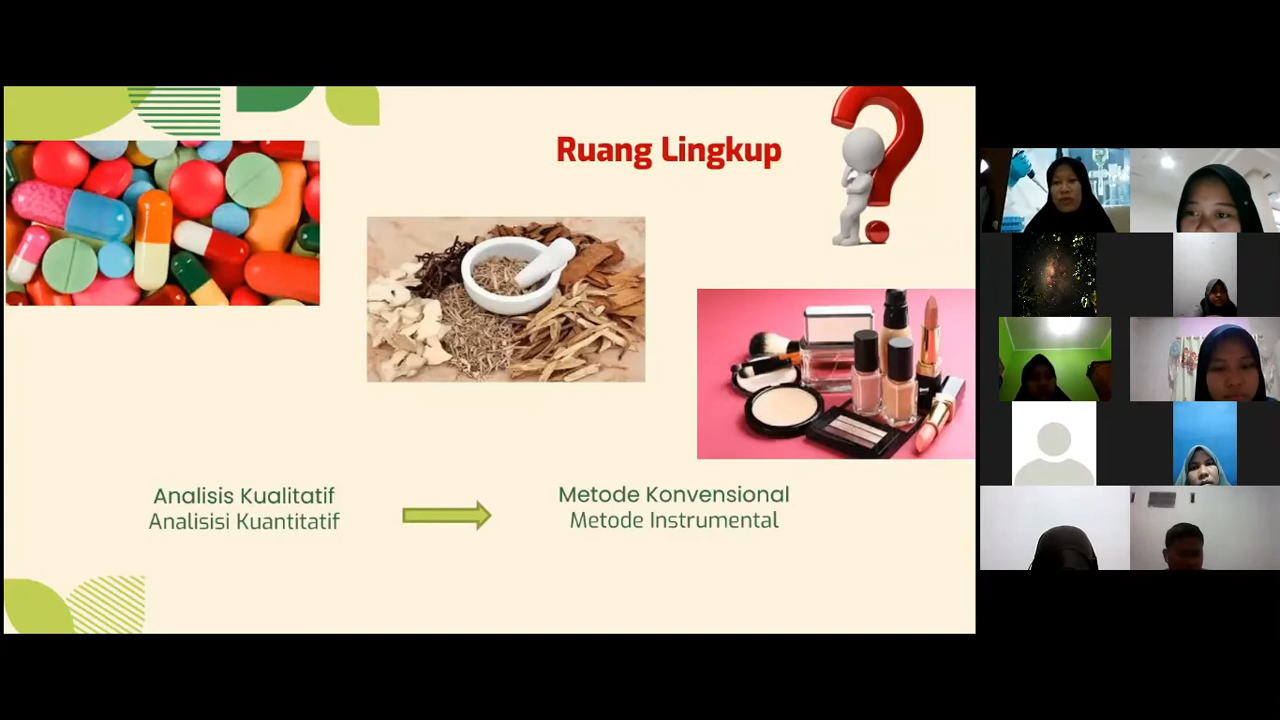 Ruang Lingkup
Analisis Kualitatif
Analisisi Kuantitatif
Metode Konvensional
Metode Instrumental